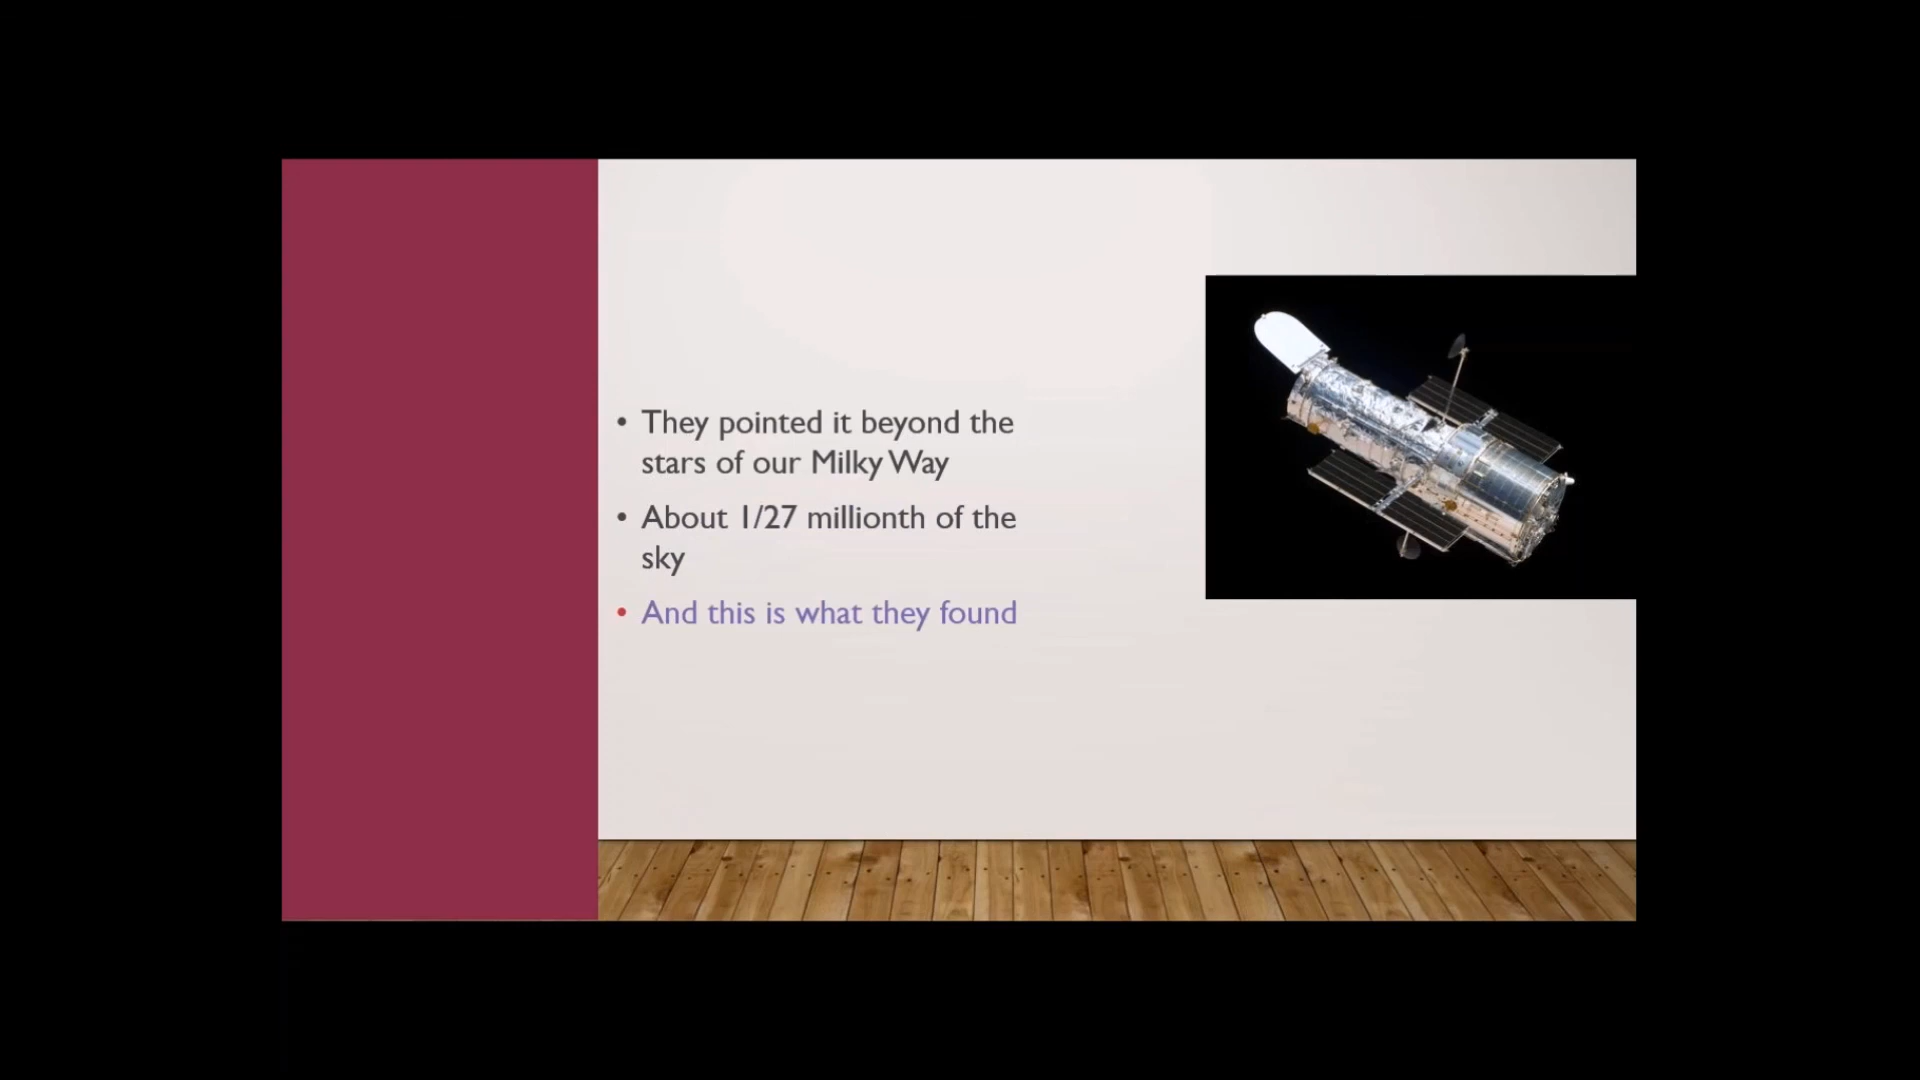 • They pointed it beyond the
stars of our Milky Way
• About 1/27 millionth of the
sky
• And this is what they found